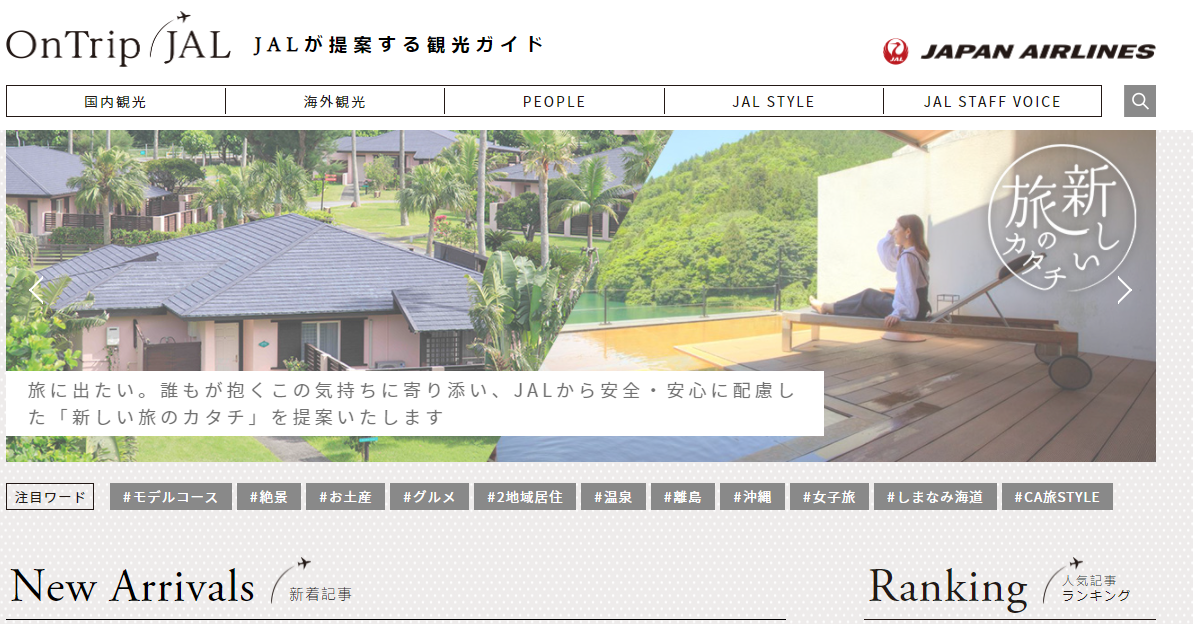 OnTrip JAL
JALが提案する観光ガイド
JAL
JAPAN AIRLINES
国内観光
海外観光
PEOPLE
JAL STYLE
JAL STAFF VOICE
新しい
旅の
カタチ
旅に出たい。誰もが抱くこの気持ちに寄り添い、JALから安全・安心に配慮し
た「新しい旅のカタチ」を提案いたします
注目ワード
#モデルコース
#絶景
#お土産
#グルメ
#2地域居住
#温泉
#離島
#沖縄
#女子旅
#しまなみ海道
#CA旅STYLE
New Arrivals
新着記事
Ranking
人気記事
ランキング